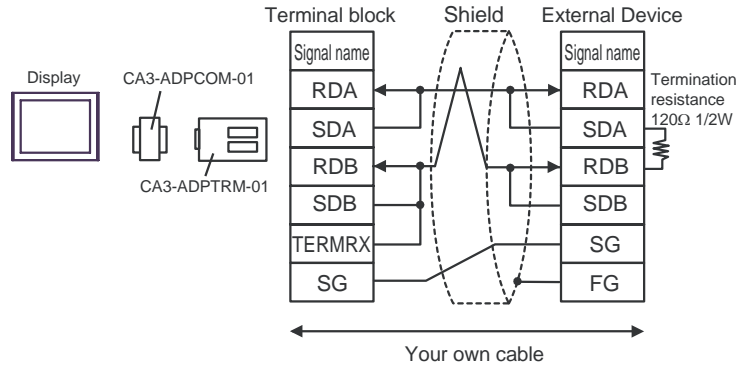 Terminal block Shield External Device
Signal name Signal name
Display CA3-ADPCOM-01 RDA RDA Termination
resistance
120Ω 1/2W
SDA SDA
RDB RDB
CA3-ADPTRM-01
SDB SDB
TERMRX SG
SG FG
Your own cable